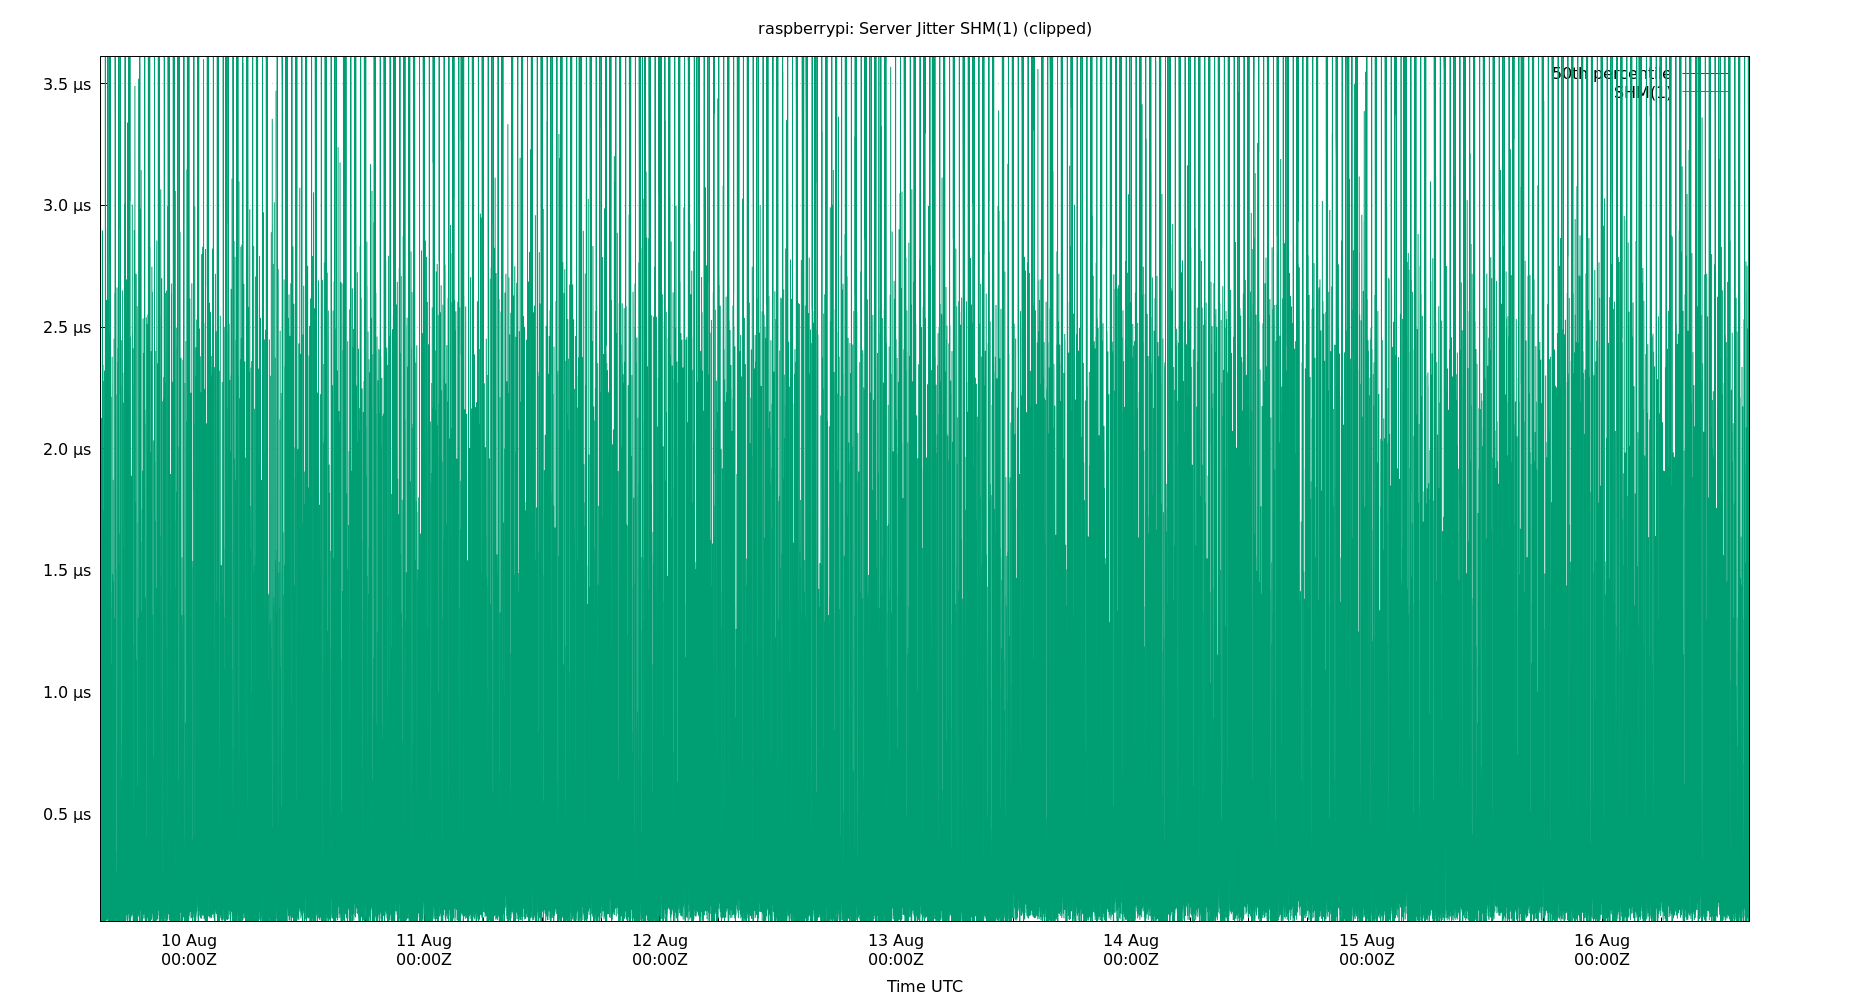 raspberrypi: Server Jitter SHM(1) (clipped)
50th percentile
SHM(1)
3.5 µs
3.0 µs
2.5 µs
2.0 µs
1.5 µs
1.0 µs
0.5 µs
10 Aug 11 Aug 12 Aug 13 Aug 14 Aug 15 Aug 16 Aug
00:00Z 00:00Z 00:00Z 00:00Z 00:00Z 00:00Z 00:00Z
Time UTC